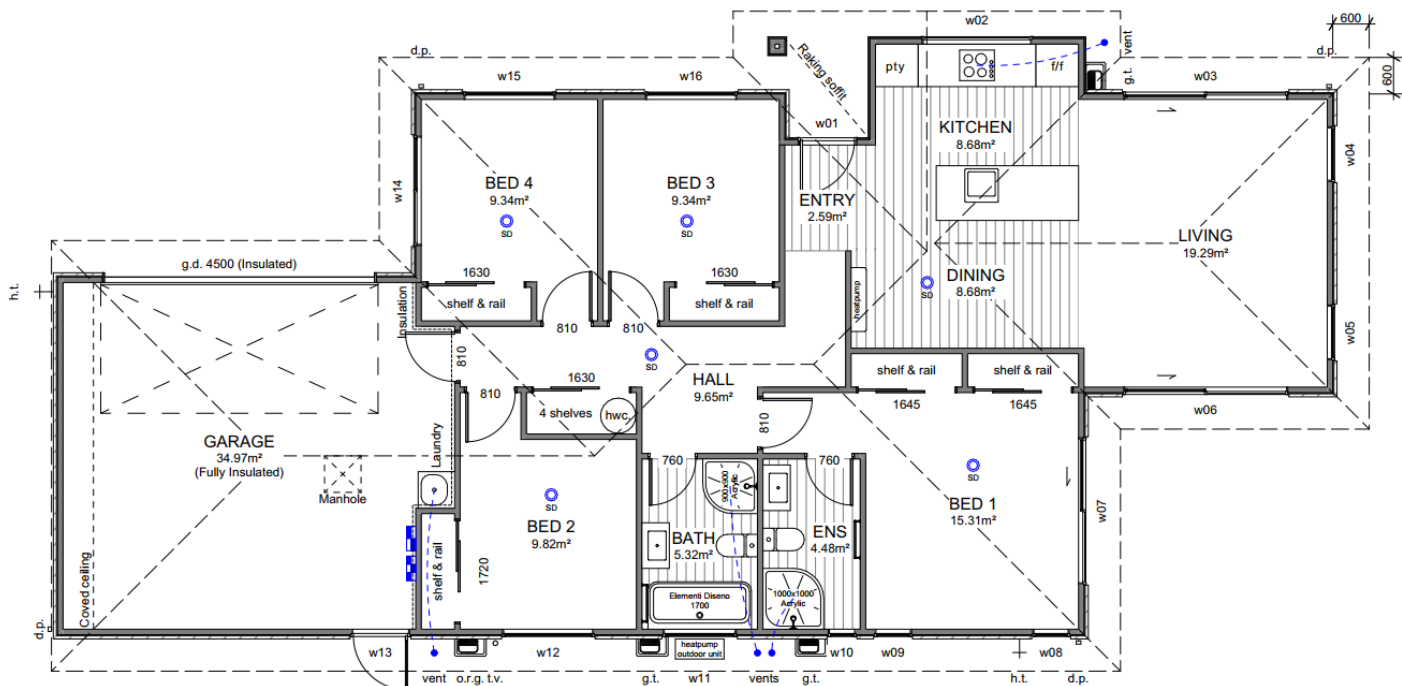 w02
600
d.p.
vent
d.p.
w15
w16
Raking soffit
pty
f/f
g.t.
w03
600
w01
KITCHEN
8.68m²
w04
w14
BED 4
9.34m²
SD
BED 3
9.34m²
SD
ENTRY
2.59m²
LIVING
19.29m²
g.d. 4500 (Insulated)
h.t.
1630
1630
DINING
8.68m²
SD
heatpump
Insulation
shelf & rail
shelf & rail
w05
810
810
810
SD
shelf & rail
shelf & rail
1630
HALL
9.65m²
810
4 shelves
hwc.
1645
1645
w06
810
GARAGE
34.97m²
(Fully Insulated)
Laundry
760
760
Manhole
900x900
Acrylic
SD
SD
BED 1
15.31m²
w07
BED 2
9.82m²
BATH
5.32m²
ENS
4.48m²
shelf & rail
1720
Coved ceiling
Elementi Diseno
1700
1000x1000
Acrylic
d.p.
w13
w12
heatpump
outdoor unit
w10
w09
w08
vent
o.r.g.
t.v.
g.t.
w11
vents
g.t.
h.t.
d.p.